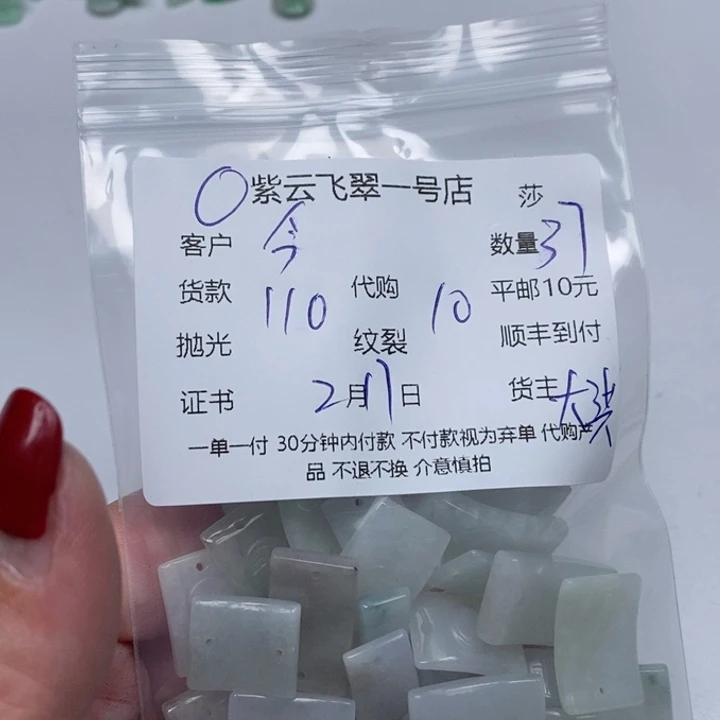 紫云飞翠一号店 莎
客户 今 数量 37
货款 110 代购 10 平邮10元
抛光 纹裂 顺丰到付
证书 2月17日 货主 大洪
一单一付 30分钟内付款 不付款视为弃单 代购产
品 不退不换 介意慎拍